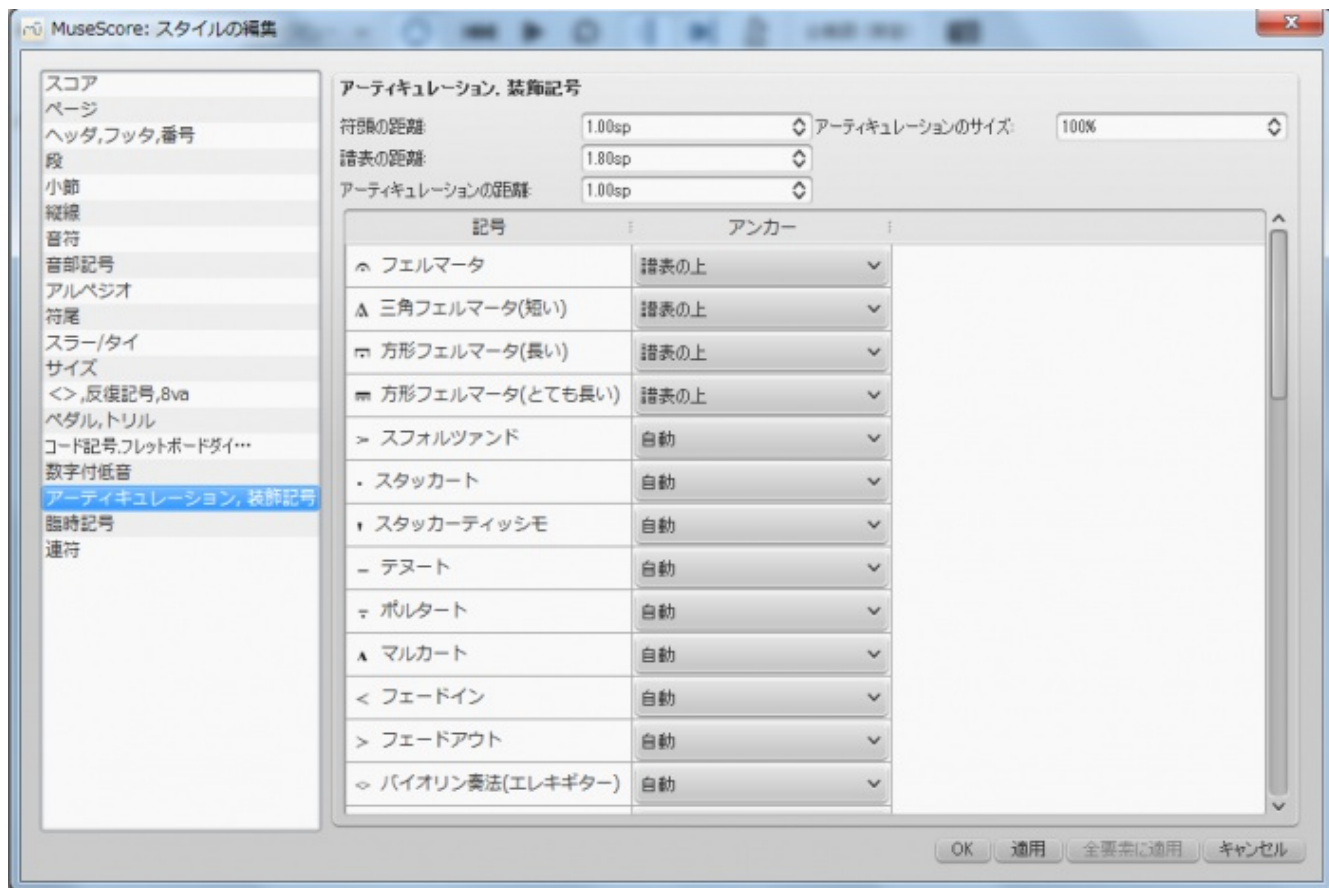 MuseScore: スタイルの編集
スコア
ページ
ヘッダ,フッタ,番号
段
小節
縦線
音符
音部記号
アルペジオ
符尾
スラー/タイ
サイズ
<>,反復記号,8va
ペダル,トリル
コード記号,フレットボードダイ…
数字付低音
アーティキュレーション, 装飾記号
臨時記号
連符
アーティキュレーション, 装飾記号
符頭の距離: 1.00sp アーティキュレーションのサイズ: 100%
譜表の距離: 1.80sp
アーティキュレーションの距離: 1.00sp
記号 アンカー
フェルマータ 譜表の上
三角フェルマータ(短い) 譜表の上
方形フェルマータ(長い) 譜表の上
方形フェルマータ(とても長い) 譜表の上
スフォルツァンド 自動
スタッカート 自動
スタッカーティッシモ 自動
テヌート 自動
ポルタート 自動
マルカート 自動
フェードイン 自動
フェードアウト 自動
バイオリン奏法(エレキギター) 自動
OK 適用 全要素に適用 キャンセル